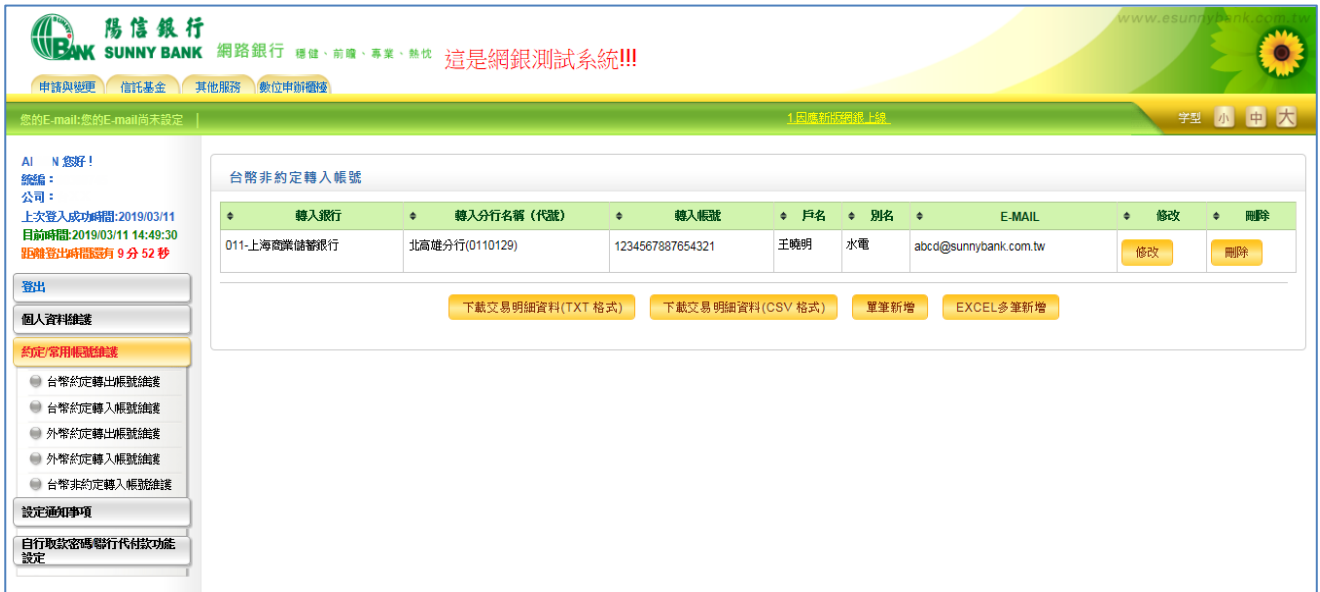 www.esunnybank.com.tw
陽信銀行
BANK SUNNY BANK 網路銀行 穩健、前瞻、專業、熱忱 這是網銀測試系統!!!
申請與變更 信託基金 其他服務 數位申辦櫃檯
您的E-mail:您的E-mail尚未設定 | 1.因應新版網銀上線 字型 小 中 大
AI N 您好!
統編:
公司:
上次登入成功時間:2019/03/11
目前時間:2019/03/11 14:49:30
距離登出時間還有 9 分 52 秒
登出
個人資料維護
約定/常用帳號維護
台幣約定轉出帳號維護
台幣約定轉入帳號維護
外幣約定轉出帳號維護
外幣約定轉入帳號維護
台幣非約定轉入帳號維護
設定通知事項
自行取款密碼/聯行代付款功能
設定
台幣非約定轉入帳號
轉入銀行 轉入分行名稱(代號) 轉入帳號 戶名 別名 E-MAIL 修改 刪除
011-上海商業儲蓄銀行 北高雄分行(0110129) 1234567887654321 王曉明 水電 abcd@sunnybank.com.tw 修改 刪除
下載交易明細資料(TXT 格式) 下載交易明細資料(CSV 格式) 單筆新增 EXCEL多筆新增